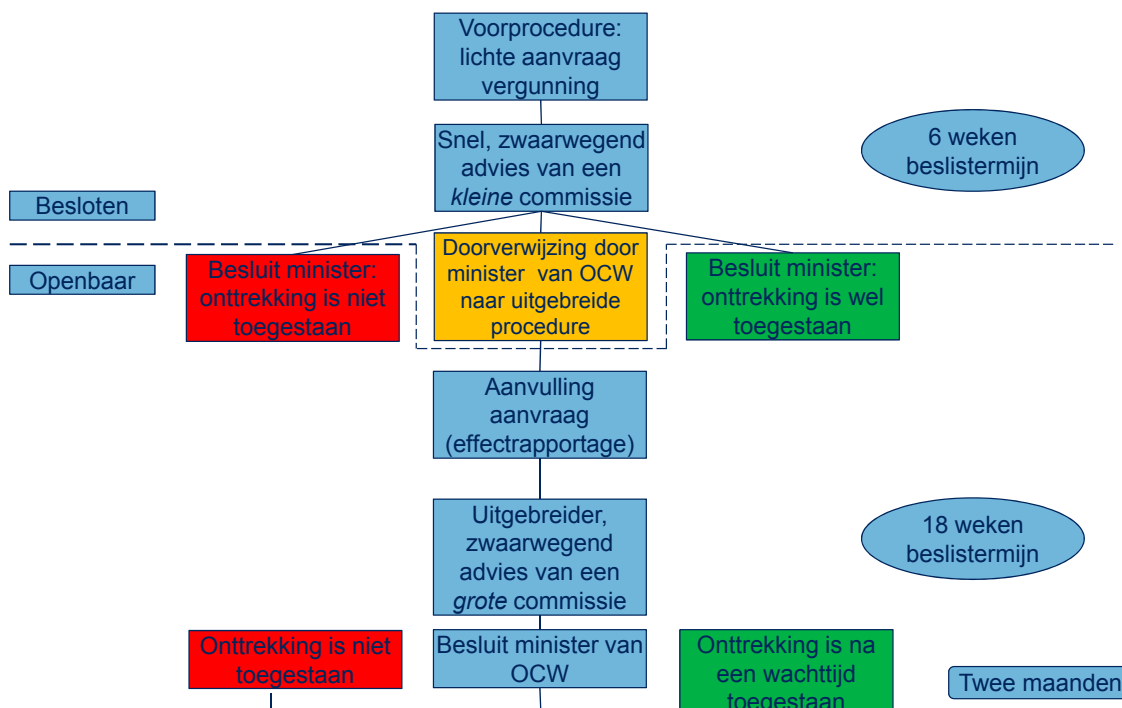 Voorprocedure:
lichte aanvraag
vergunning
Snel, zwaarwegend
advies van een
kleine commissie
6 weken
beslistermijn
Besloten
Openbaar
Besluit minister:
onttrekking is niet
toegestaan
Doorverwijzing door
minister van OCW
naar uitgebreide
procedure
Besluit minister:
onttrekking is wel
toegestaan
Aanvulling
aanvraag
(effectrapportage)
Uitgebreider,
zwaarwegend
advies van een
grote commissie
18 weken
beslistermijn
Onttrekking is niet
toegestaan
Besluit minister van
OCW
Onttrekking is na
een wachttijd
toegestaan
Twee maanden